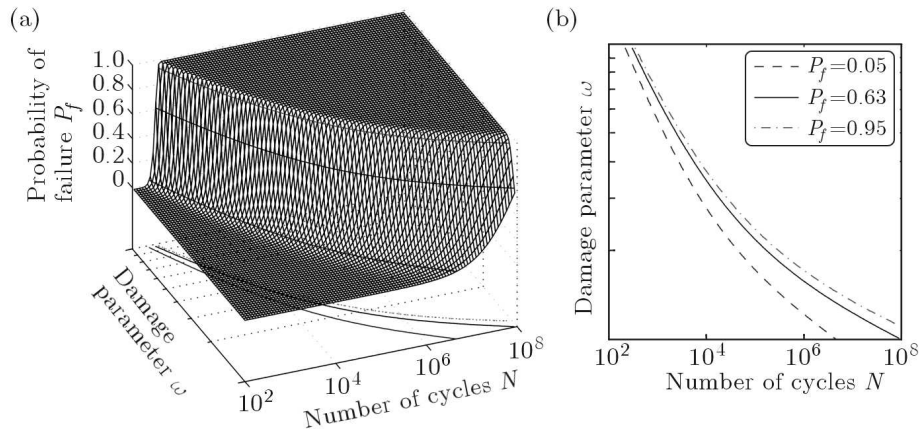 (a)
Probability of
failure P_f
1.0
0.8
0.6
0.4
0.2
0
Damage
parameter ω
10^2
10^4
10^6
10^8
Number of cycles N
(b)
P_f=0.05
P_f=0.63
P_f=0.95
Damage parameter ω
10^2
10^4
10^6
10^8
Number of cycles N